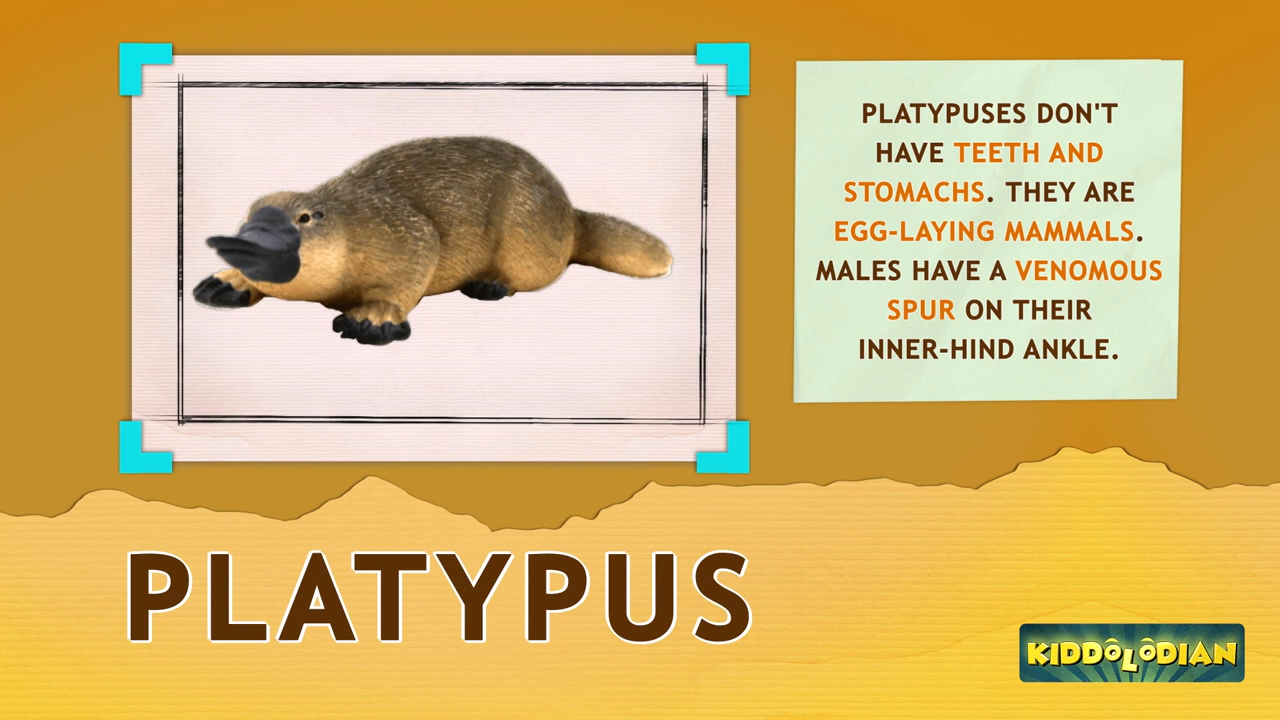 PLATYPUSES DON'T
HAVE TEETH AND
STOMACHS. THEY ARE
EGG-LAYING MAMMALS.
MALES HAVE A VENOMOUS
SPUR ON THEIR
INNER-HIND ANKLE.
PLATYPUS
KIDDÔLÔDIAN